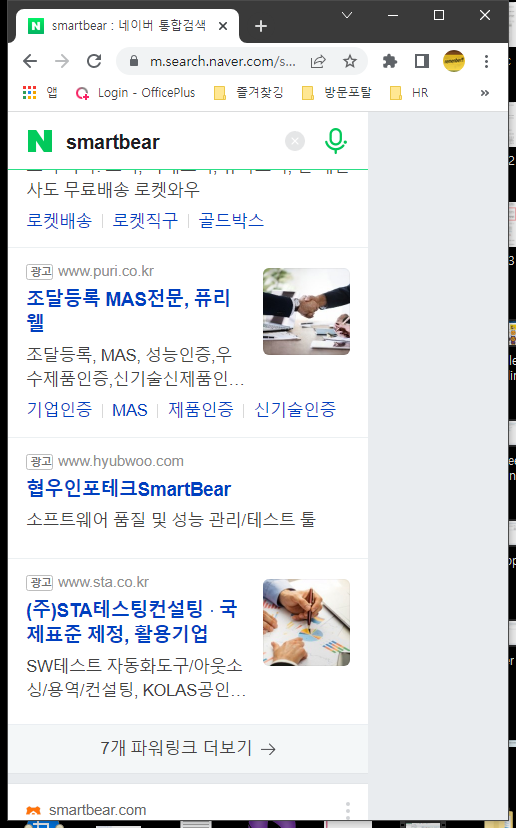 smartbear : 네이버 통합검색
m.search.naver.com/s...
앱 Login - OfficePlus 즐겨찾깅 방문포탈 HR »
smartbear
사도 무료배송 로켓와우
로켓배송 로켓직구 골드박스
광고 www.puri.co.kr
조달등록 MAS전문, 퓨리
웰
조달등록, MAS, 성능인증,우
수제품인증,신기술신제품인...
기업인증 MAS 제품인증 신기술인증
광고 www.hyubwoo.com
협우인포테크SmartBear
소프트웨어 품질 및 성능 관리/테스트 툴
광고 www.sta.co.kr
(주)STA테스팅컨설팅 · 국
제표준 제정, 활용기업
SW테스트 자동화도구/아웃소
싱/용역/컨설팅, KOLAS공인...
7개 파워링크 더보기 →
smartbear.com